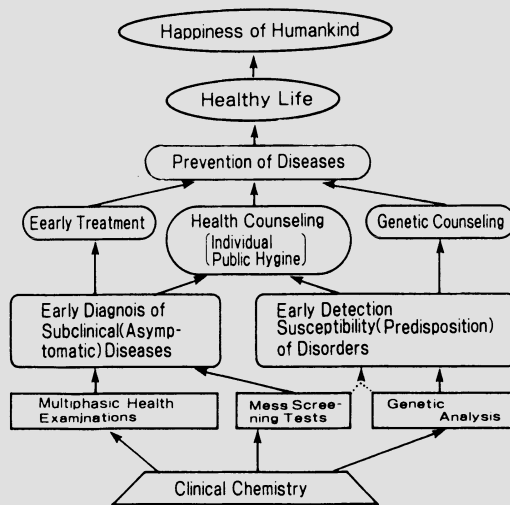 Happiness of Humankind
Healthy Life
Prevention of Diseases
Eearly Treatment
Health Counseling
(Individual
Public Hygine)
Genetic Counseling
Early Diagnois of
Subclinical(Asymp-
tomatic) Diseases
Early Detection
Susceptibility(Predisposition)
of Disorders
Multiphasic Health
Examinations
Mess Scree-
ning Tests
Genetic
Analysis
Clinical Chemistry